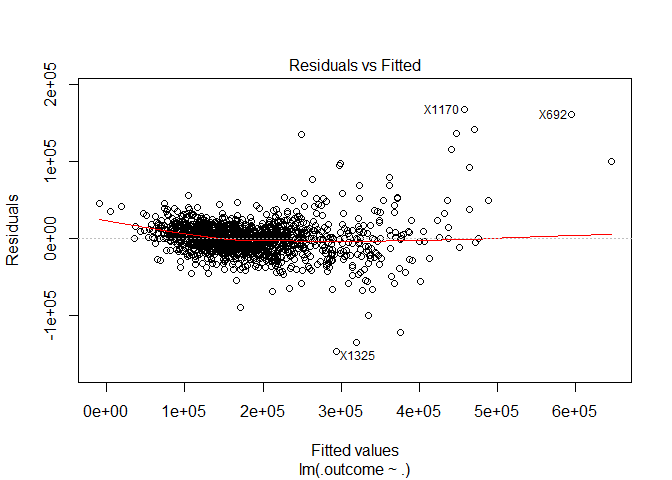 Residuals vs Fitted
Residuals
2e+05
1e+05
0e+00
-1e+05
X1170
X692
X1325
0e+00 1e+05 2e+05 3e+05 4e+05 5e+05 6e+05
Fitted values
lm(.outcome ~ .)